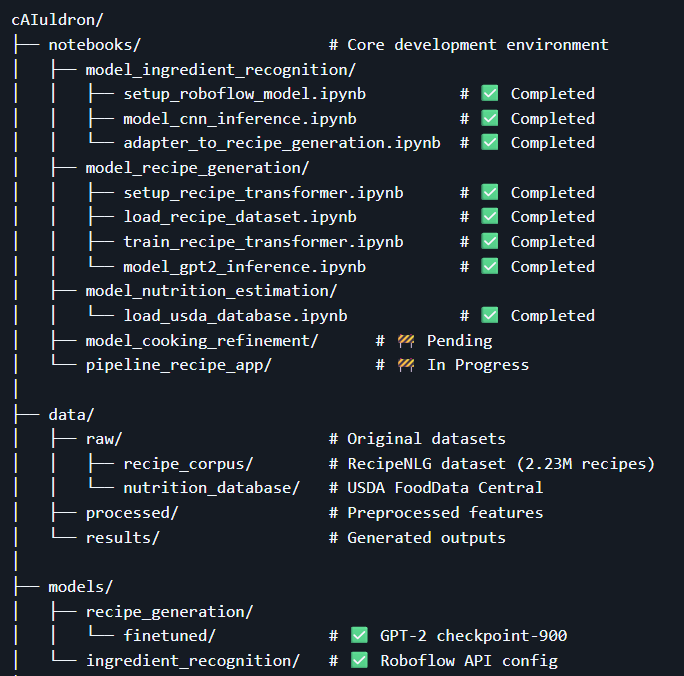 cAIuldron/
├── notebooks/                    # Core development environment
│   ├── model_ingredient_recognition/
│   │   ├── setup_roboflow_model.ipynb          # ✅ Completed
│   │   ├── model_cnn_inference.ipynb           # ✅ Completed
│   │   └── adapter_to_recipe_generation.ipynb  # ✅ Completed
│   ├── model_recipe_generation/
│   │   ├── setup_recipe_transformer.ipynb      # ✅ Completed
│   │   ├── load_recipe_dataset.ipynb           # ✅ Completed
│   │   ├── train_recipe_transformer.ipynb      # ✅ Completed
│   │   └── model_gpt2_inference.ipynb          # ✅ Completed
│   ├── model_nutrition_estimation/
│   │   └── load_usda_database.ipynb            # ✅ Completed
│   ├── model_cooking_refinement/      # 🚧 Pending
│   └── pipeline_recipe_app/           # 🚧 In Progress
│
├── data/
│   ├── raw/                      # Original datasets
│   │   ├── recipe_corpus/        # RecipeNLG dataset (2.23M recipes)
│   │   └── nutrition_database/   # USDA FoodData Central
│   ├── processed/                # Preprocessed features
│   └── results/                  # Generated outputs
│
├── models/
│   ├── recipe_generation/
│   │   └── finetuned/            # ✅ GPT-2 checkpoint-900
│   └── ingredient_recognition/   # ✅ Roboflow API config